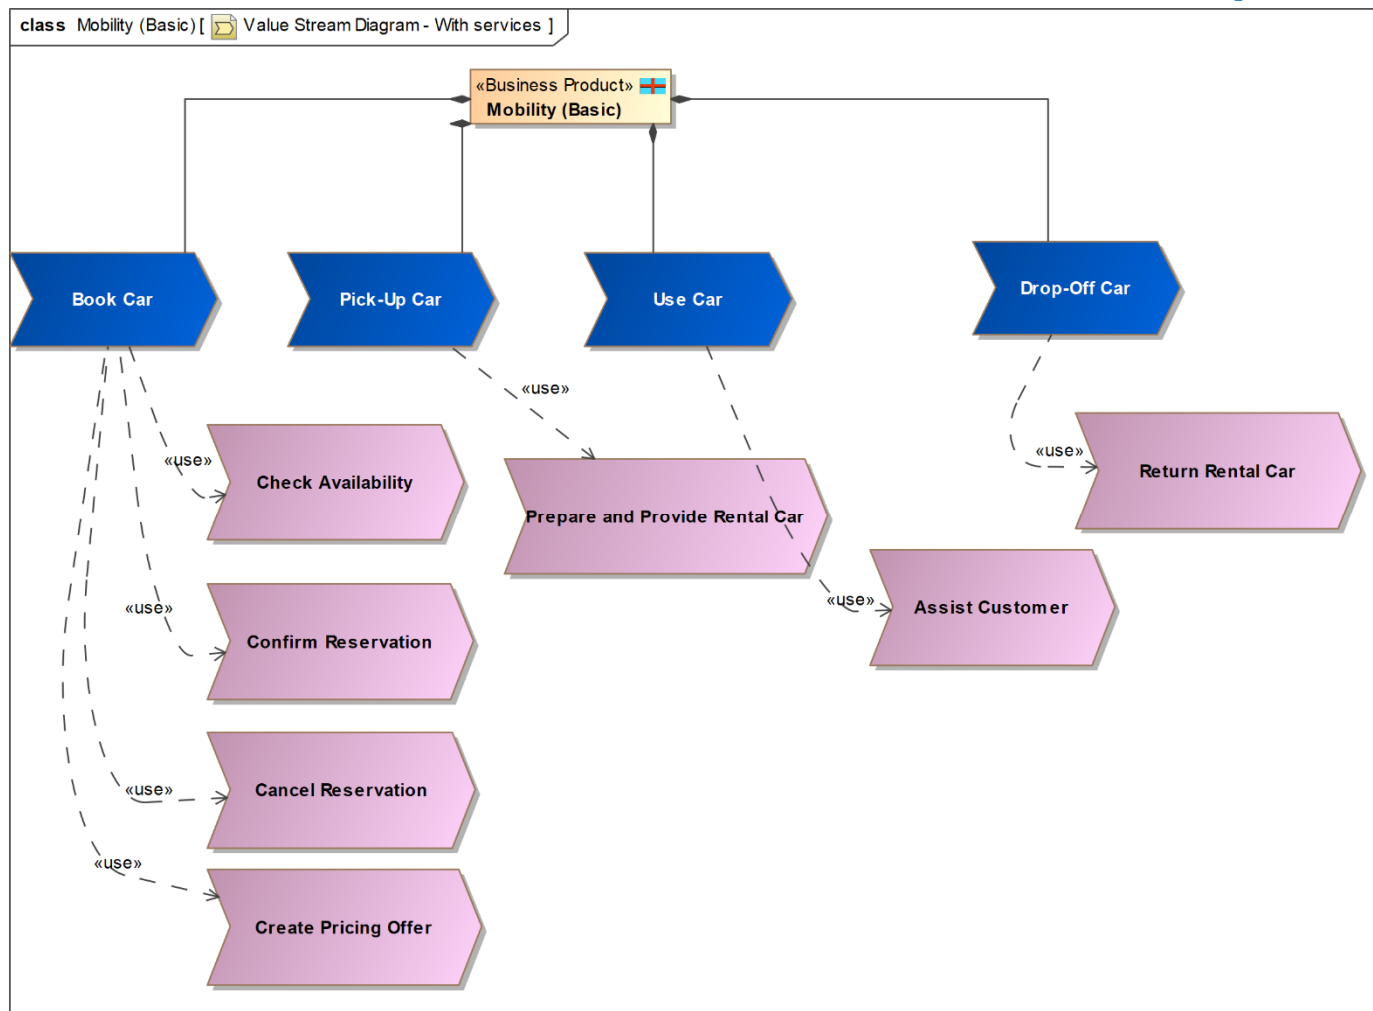 class Mobility (Basic) [ Value Stream Diagram - With services ]
«Business Product»
Mobility (Basic)
Book Car
Pick-Up Car
Use Car
Drop-Off Car
«use»
«use»
«use»
Check Availability
Return Rental Car
Prepare and Provide Rental Car
«use»
«use»
Assist Customer
Confirm Reservation
«use»
Cancel Reservation
«use»
Create Pricing Offer